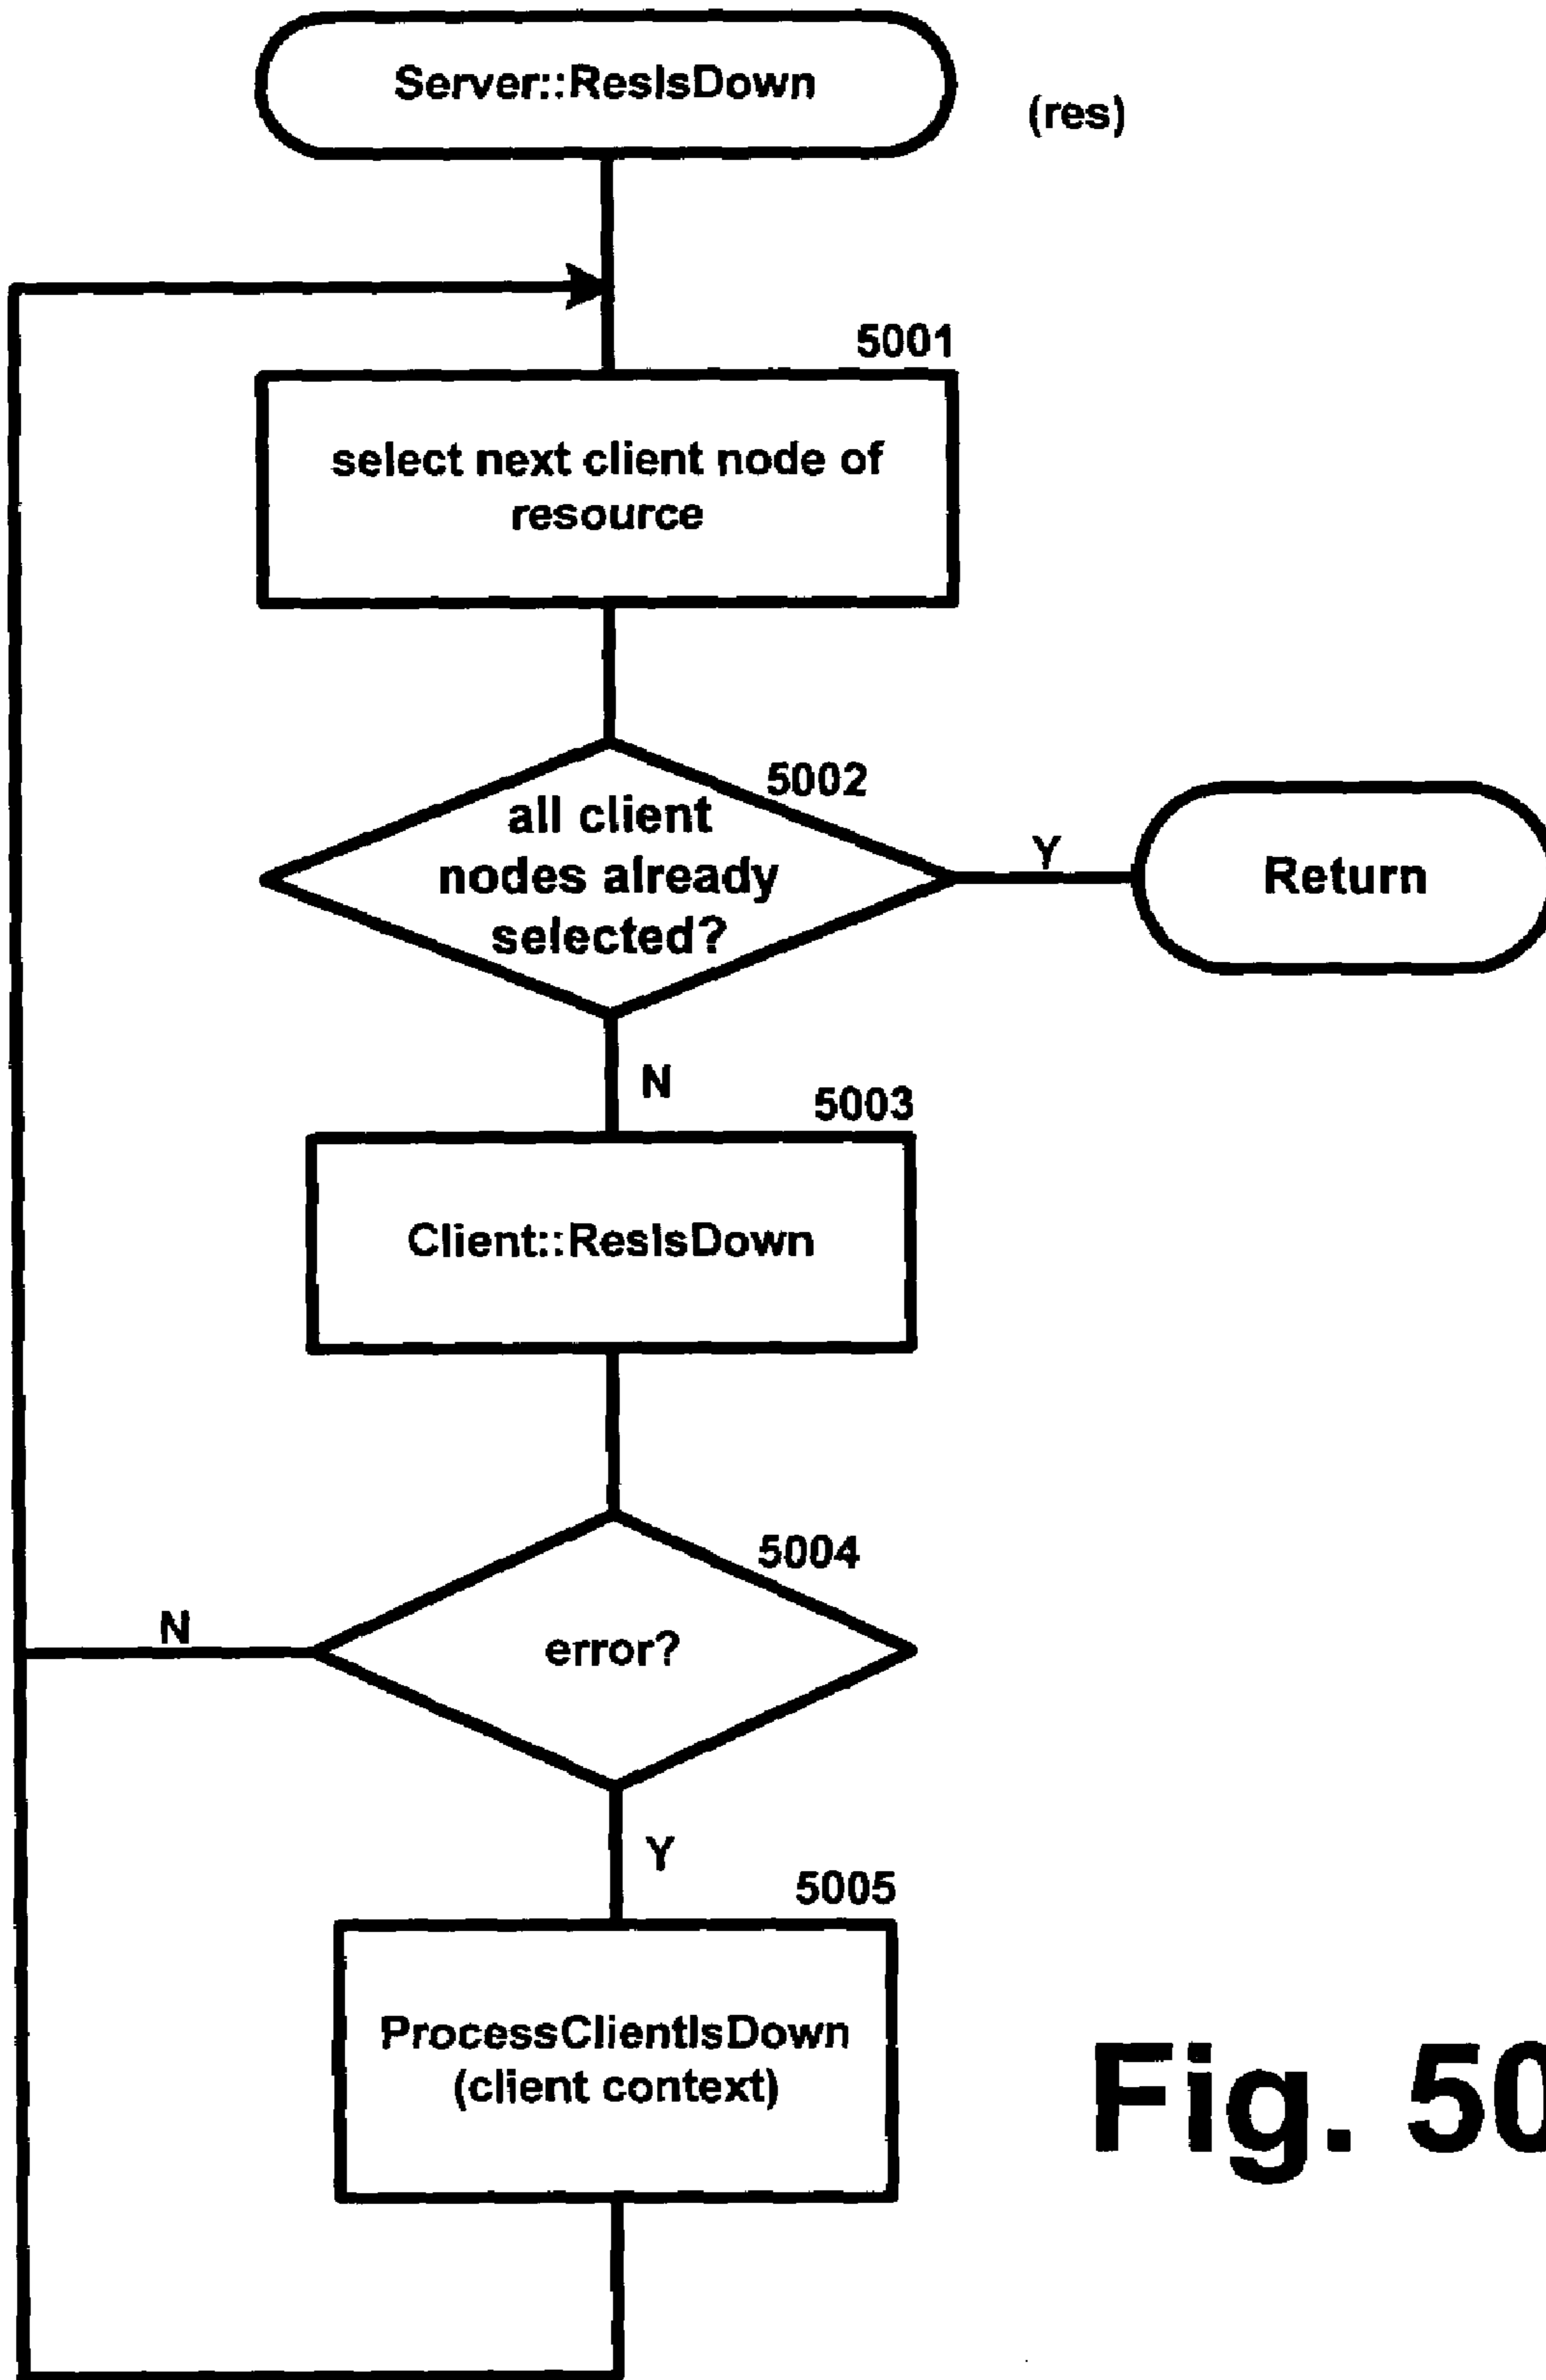 Server::ResIsDown
(res)
5001
select next client node of
resource
5002
all client
nodes already
selected?
Y
Return
N
5003
Client::ResIsDown
5004
error?
N
Y
5005
ProcessClientIsDown
(client context)
Fig. 50